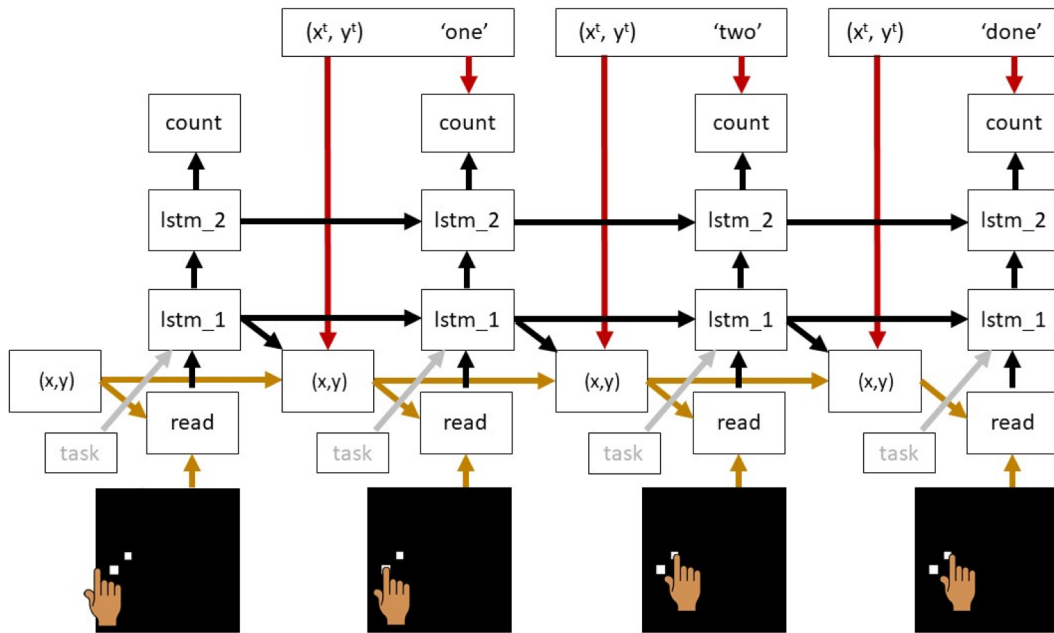 (xᵗ, yᵗ) ‘one’ (xᵗ, yᵗ) ‘two’ (xᵗ, yᵗ) ‘done’
count count count count
lstm_2 lstm_2 lstm_2 lstm_2
lstm_1 lstm_1 lstm_1 lstm_1
(x,y) (x,y) (x,y) (x,y)
read read read read
task task task task